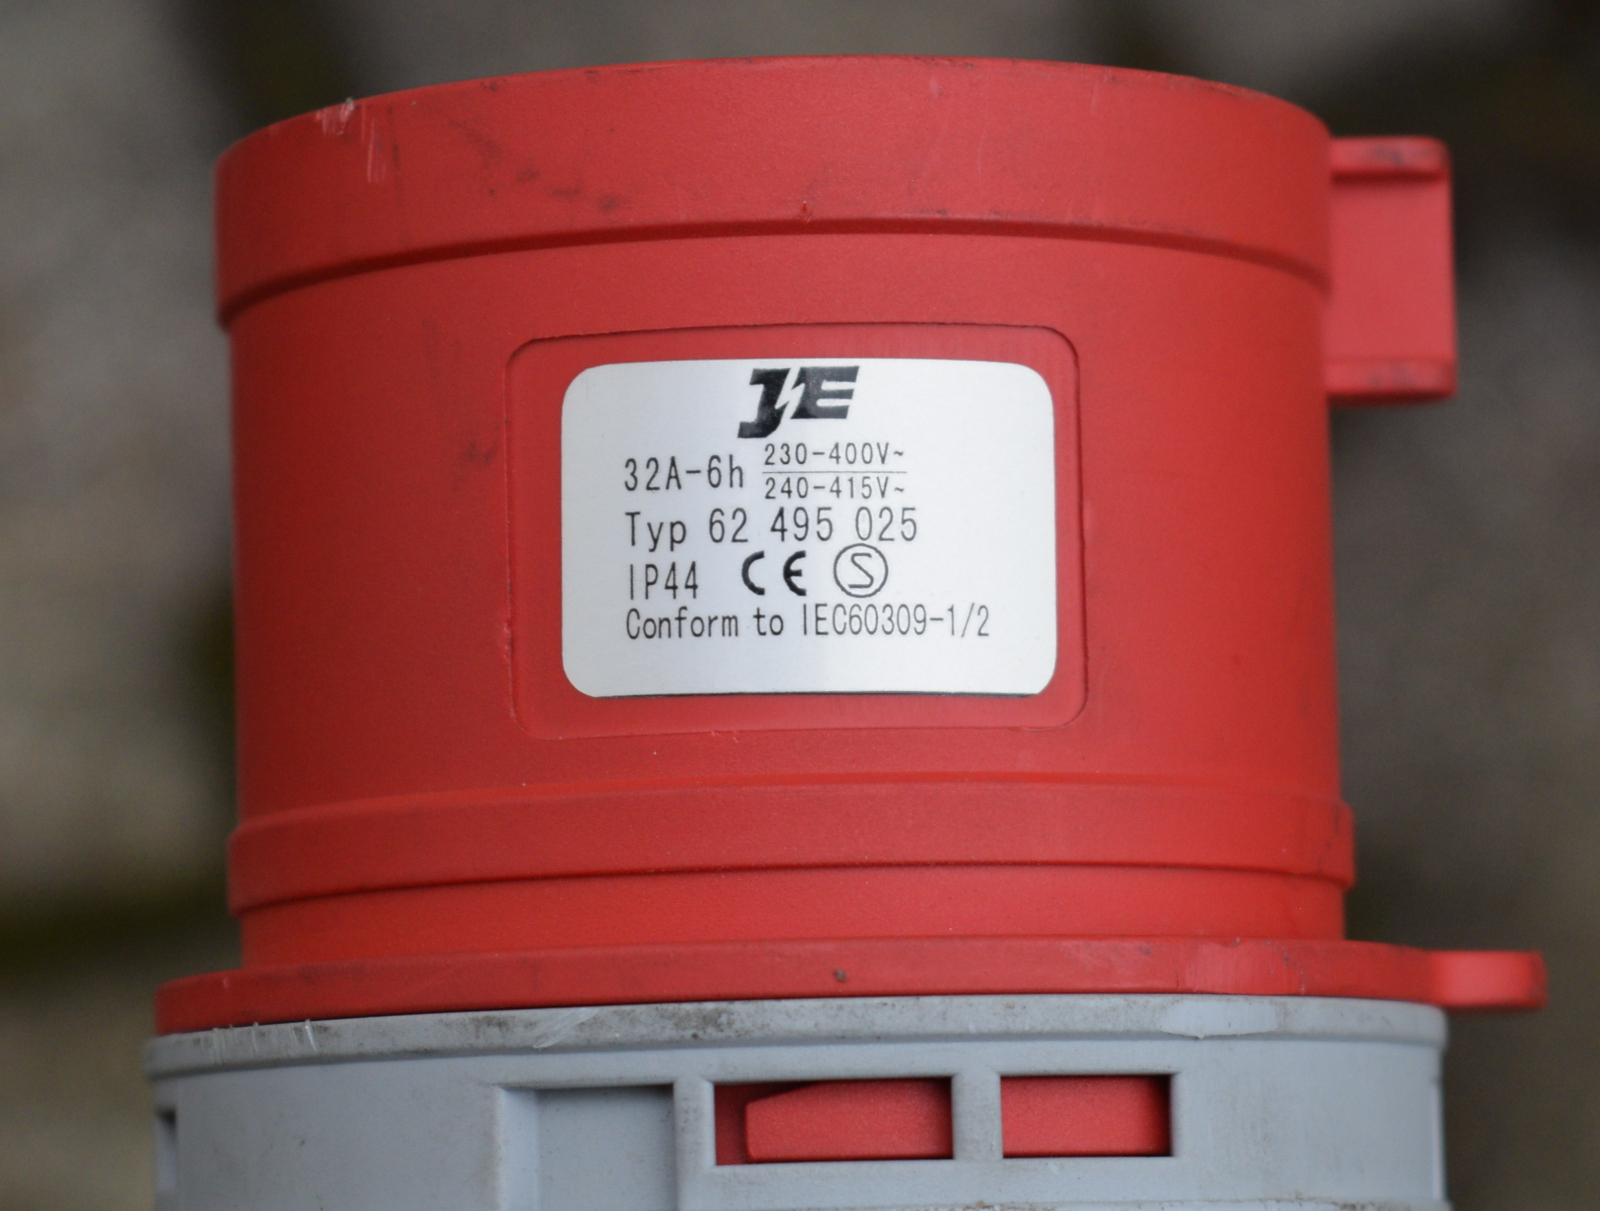 JE
32A-6h 230-400V~
240-415V~
Typ 62 495 025
IP44 CE S
Conform to IEC60309-1/2